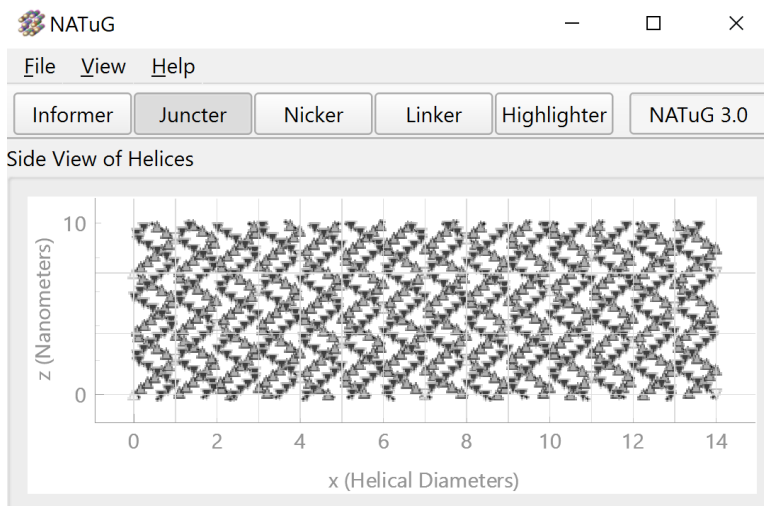 NATuG
File View Help
Informer Juncter Nicker Linker Highlighter NATuG 3.0
Side View of Helices
z (Nanometers)
10
0
0 2 4 6 8 10 12 14
x (Helical Diameters)